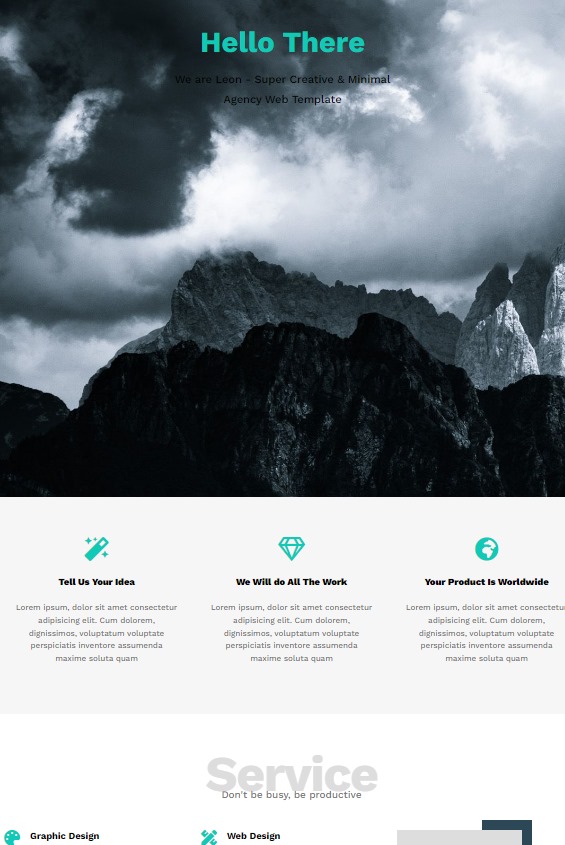 Hello There
We are Leon - Super Creative & Minimal
Agency Web Template
Tell Us Your Idea
Lorem ipsum, dolor sit amet consectetur
adipisicing elit. Cum dolorem,
dignissimos, voluptatum voluptate
perspiciatis inventore assumenda
maxime soluta quam
We Will do All The Work
Lorem ipsum, dolor sit amet consectetur
adipisicing elit. Cum dolorem,
dignissimos, voluptatum voluptate
perspiciatis inventore assumenda
maxime soluta quam
Your Product Is Worldwide
Lorem ipsum, dolor sit amet consectetu
adipisicing elit. Cum dolorem,
dignissimos, voluptatum voluptate
perspiciatis inventore assumenda
maxime soluta quam
Service
Don't be busy, be productive
Graphic Design
Web Design